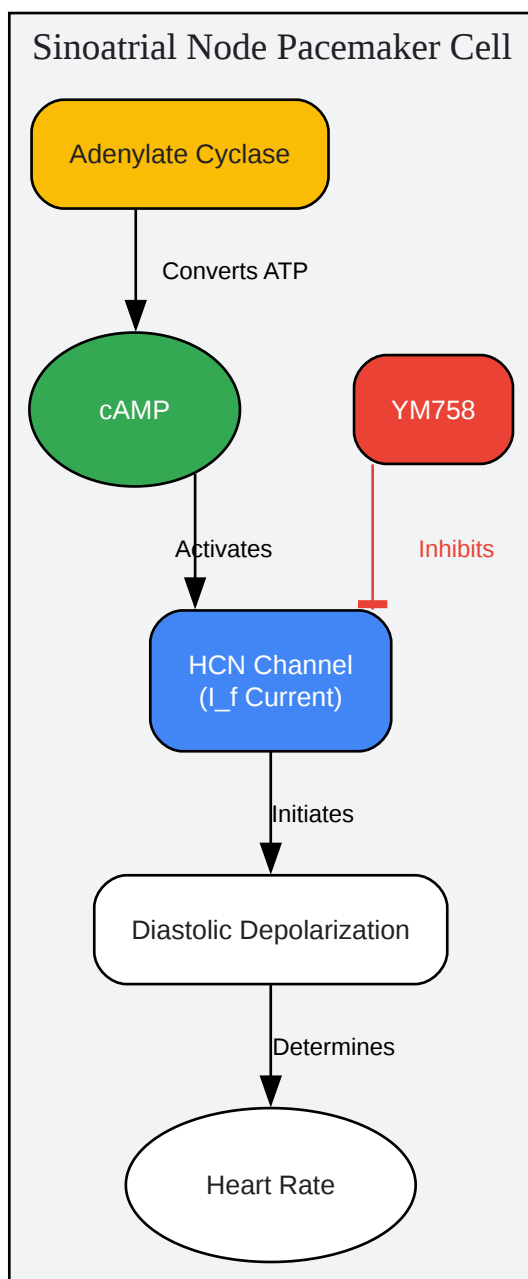 Sinoatrial Node Pacemaker Cell
Adenylate Cyclase
Converts ATP
cAMP
YM758
Activates
Inhibits
HCN Channel
(I_f Current)
Initiates
Diastolic Depolarization
Determines
Heart Rate